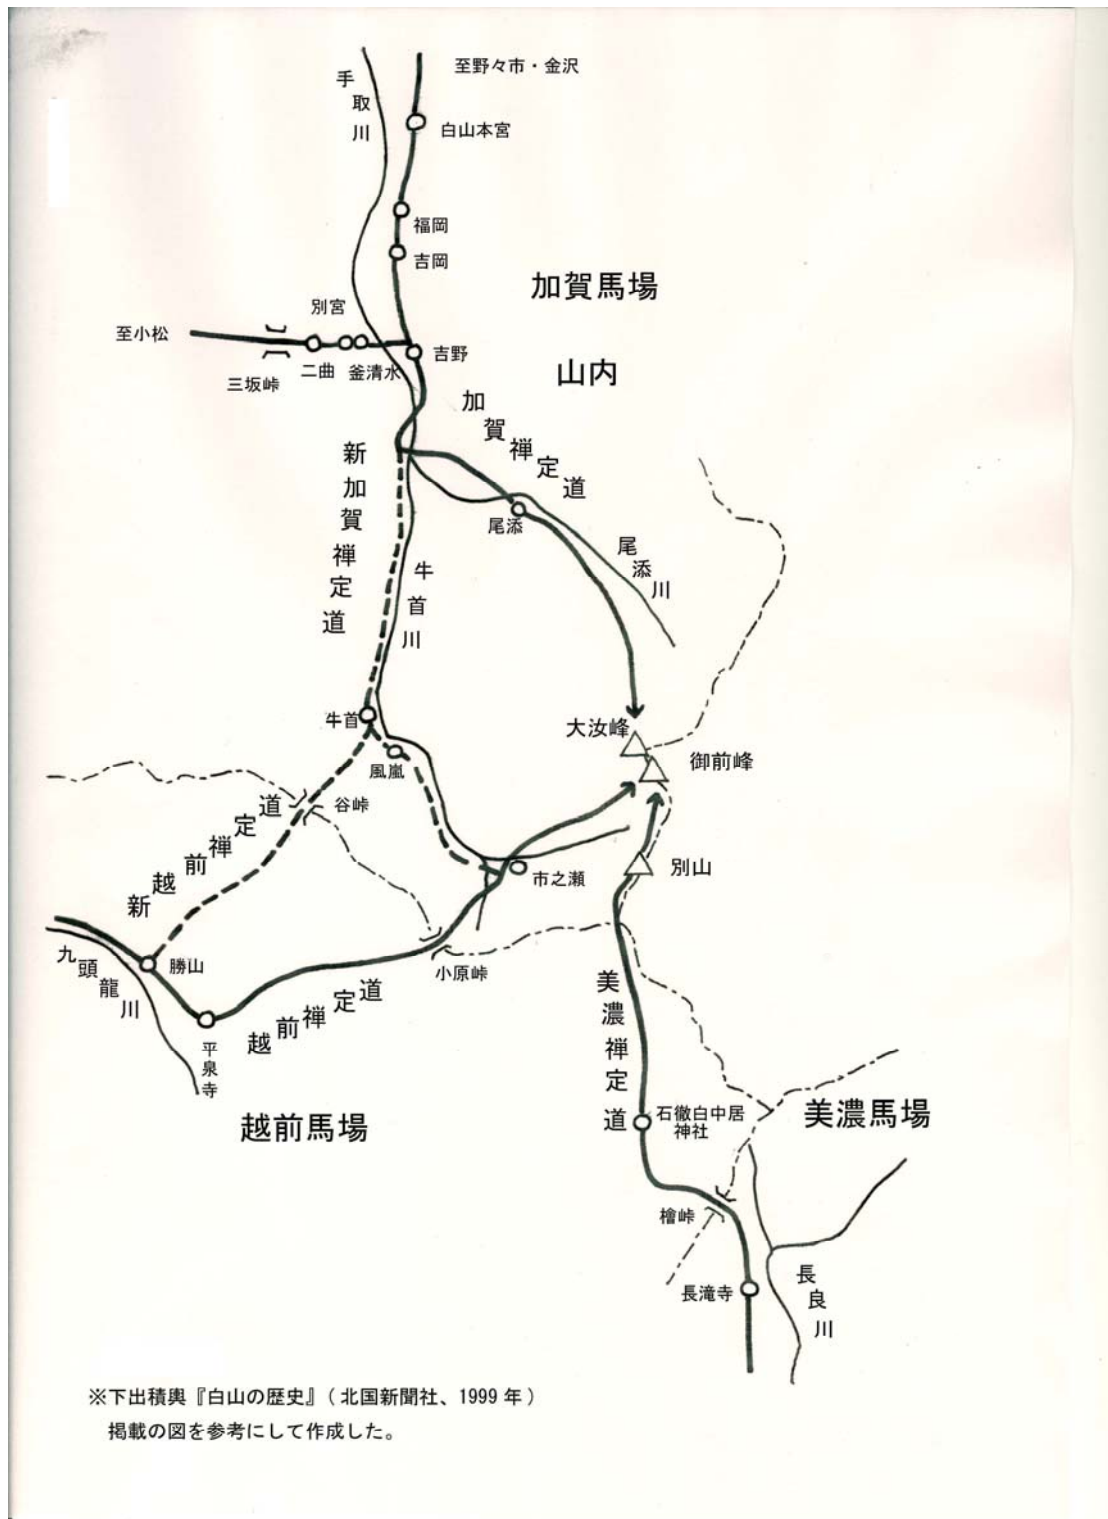 至野々市・金沢
手取川
白山本宮
福岡
吉岡
加賀馬場
別宮
至小松
吉野
三坂峠
二曲
釜清水
山内
加賀禅定道
新加賀禅定道
尾添
尾添川
牛首川
牛首
大汝峰
御前峰
風嵐
谷峠
新越前禅定道
市之瀬
別山
九頭龍川
勝山
小原峠
越前禅定道
美濃禅定道
平泉寺
越前馬場
石徹白中居
神社
美濃馬場
檜峠
長滝寺
長良川
※下出積與『白山の歴史』(北国新聞社、1999年)
掲載の図を参考にして作成した。